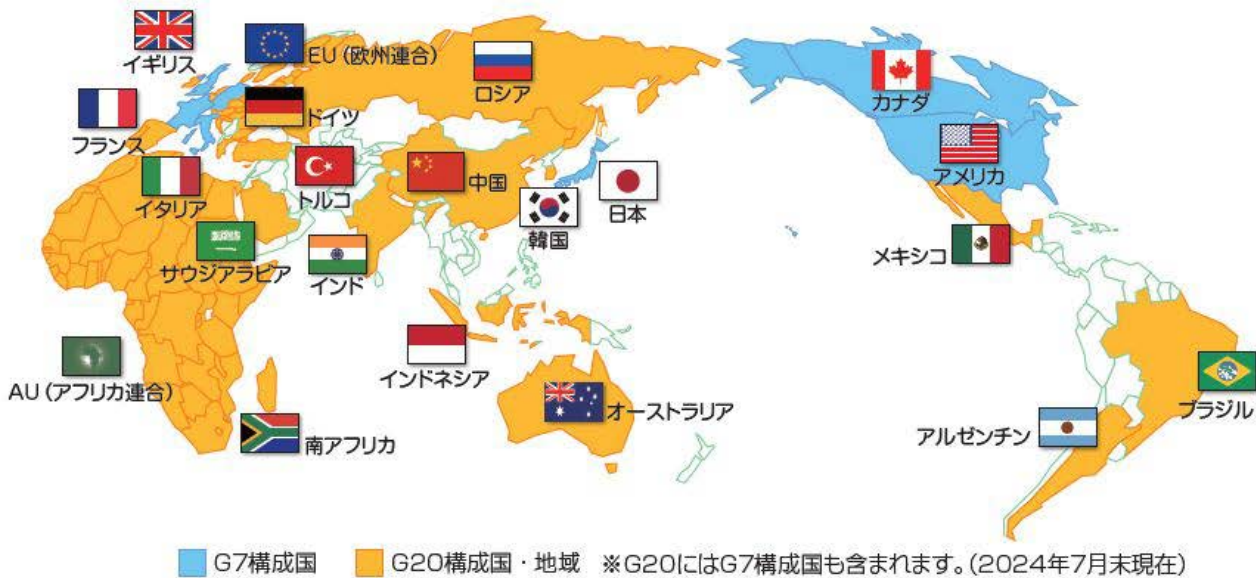 イギリス
EU(欧州連合)
ロシア
カナダ
フランス
ドイツ
アメリカ
イタリア
トルコ
中国
日本
韓国
メキシコ
サウジアラビア
インド
AU(アフリカ連合)
インドネシア
オーストラリア
ブラジル
南アフリカ
アルゼンチン
G7構成国 G20構成国・地域 ※G20にはG7構成国も含まれます。(2024年7月末現在)